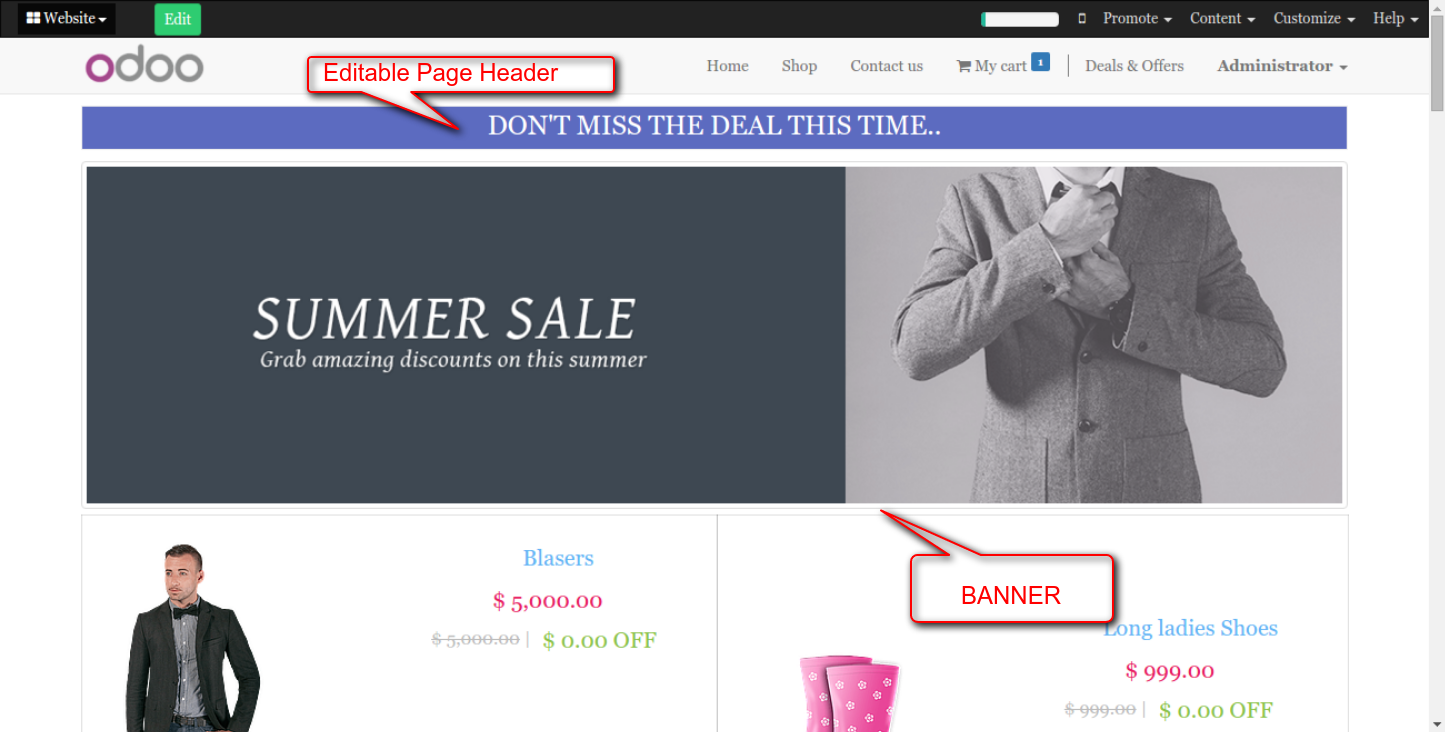 Website
Edit
Promote
Content
Customize
Help
odoo
Editable Page Header
Home
Shop
Contact us
My cart 1
Deals & Offers
Administrator
DON'T MISS THE DEAL THIS TIME..
SUMMER SALE
Grab amazing discounts on this summer
Blasers
$ 5,000.00
$ 5,000.00 | $ 0.00 OFF
BANNER
Long ladies Shoes
$ 999.00
$ 999.00 | $ 0.00 OFF